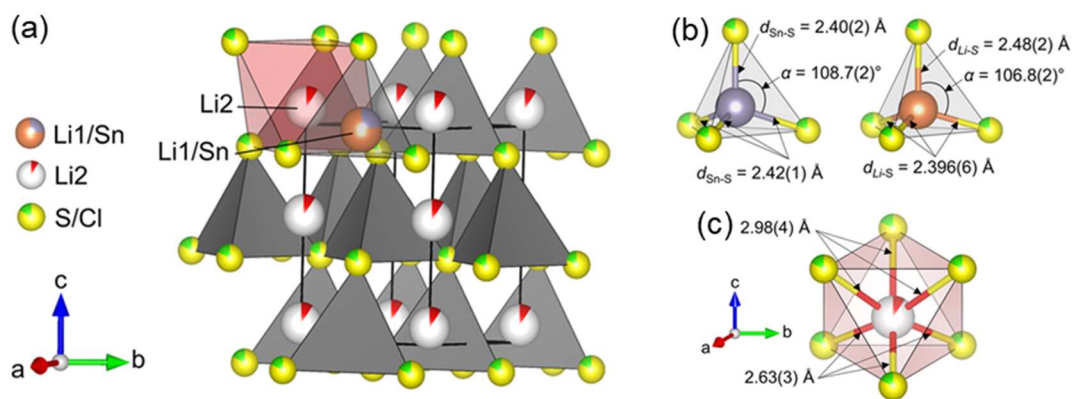 (a)
Li2
Li1/Sn
Li1/Sn
Li2
S/Cl
c
a
b
(b)
dSn-S = 2.40(2) Å
α = 108.7(2)°
dSn-S = 2.42(1) Å
dLi-S = 2.48(2) Å
α = 106.8(2)°
dLi-S = 2.396(6) Å
(c)
2.98(4) Å
c
a
b
2.63(3) Å